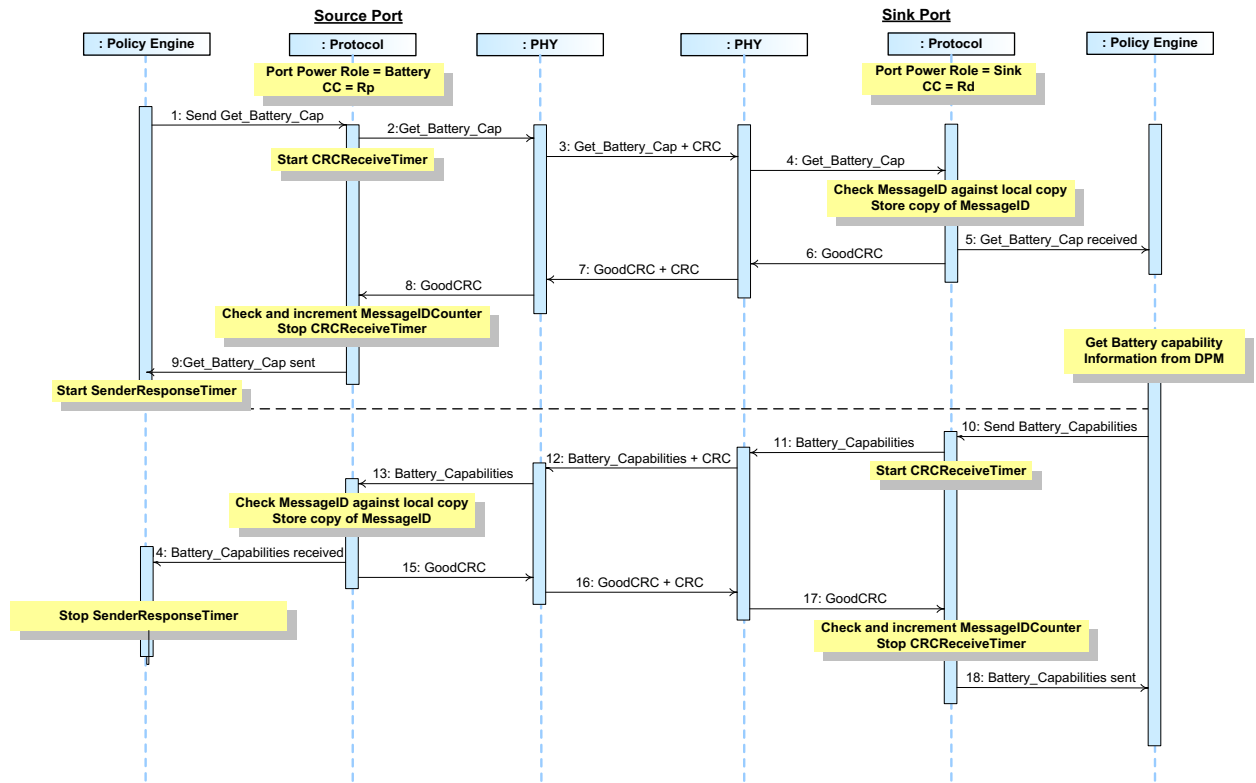 Source Port
Sink Port
: Policy Engine
: Protocol
: PHY
: PHY
: Protocol
: Policy Engine
Port Power Role = Battery
CC = Rp
Port Power Role = Sink
CC = Rd
1: Send Get_Battery_Cap
2:Get_Battery_Cap
Start CRCReceiveTimer
3: Get_Battery_Cap + CRC
4: Get_Battery_Cap
Check MessageID against local copy
Store copy of MessageID
5: Get_Battery_Cap received
6: GoodCRC
7: GoodCRC + CRC
8: GoodCRC
Check and increment MessageIDCounter
Stop CRCReceiveTimer
9:Get_Battery_Cap sent
Start SenderResponseTimer
Get Battery capability
Information from DPM
10: Send Battery_Capabilities
11: Battery_Capabilities
Start CRCReceiveTimer
12: Battery_Capabilities + CRC
13: Battery_Capabilities
Check MessageID against local copy
Store copy of MessageID
4: Battery_Capabilities received
15: GoodCRC
16: GoodCRC + CRC
17: GoodCRC
Stop SenderResponseTimer
Check and increment MessageIDCounter
Stop CRCReceiveTimer
18: Battery_Capabilities sent